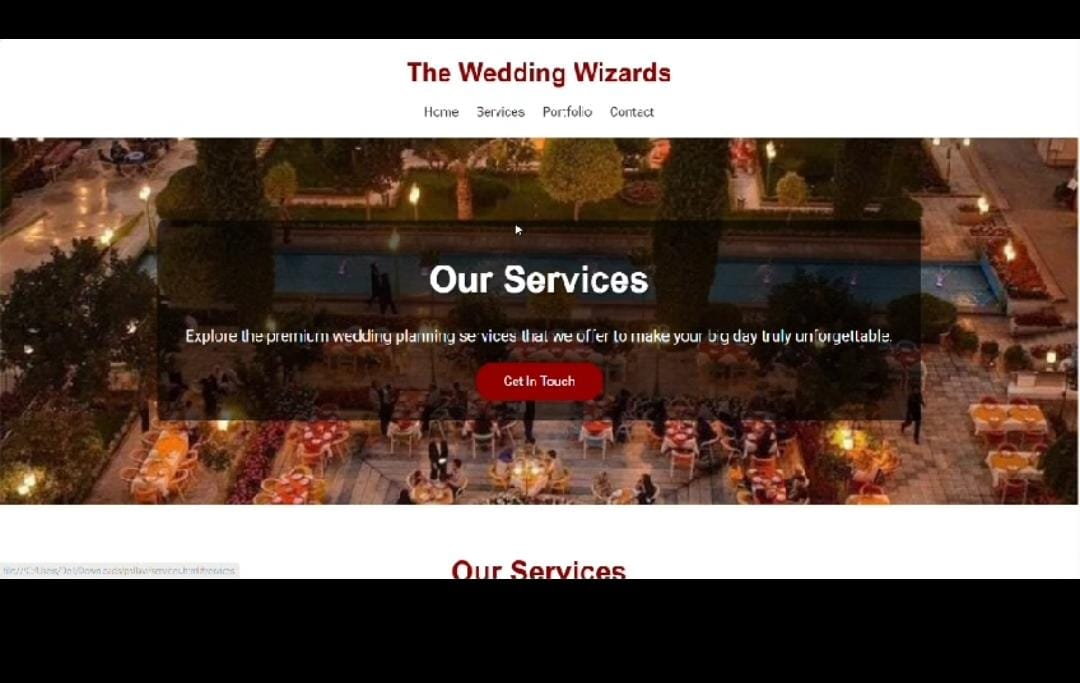 The Wedding Wizards
Home Services Portfolio Contact
Our Services
Explore the premium wedding planning services that we offer to make your big day truly unforgettable.
Get In Touch
Our Services